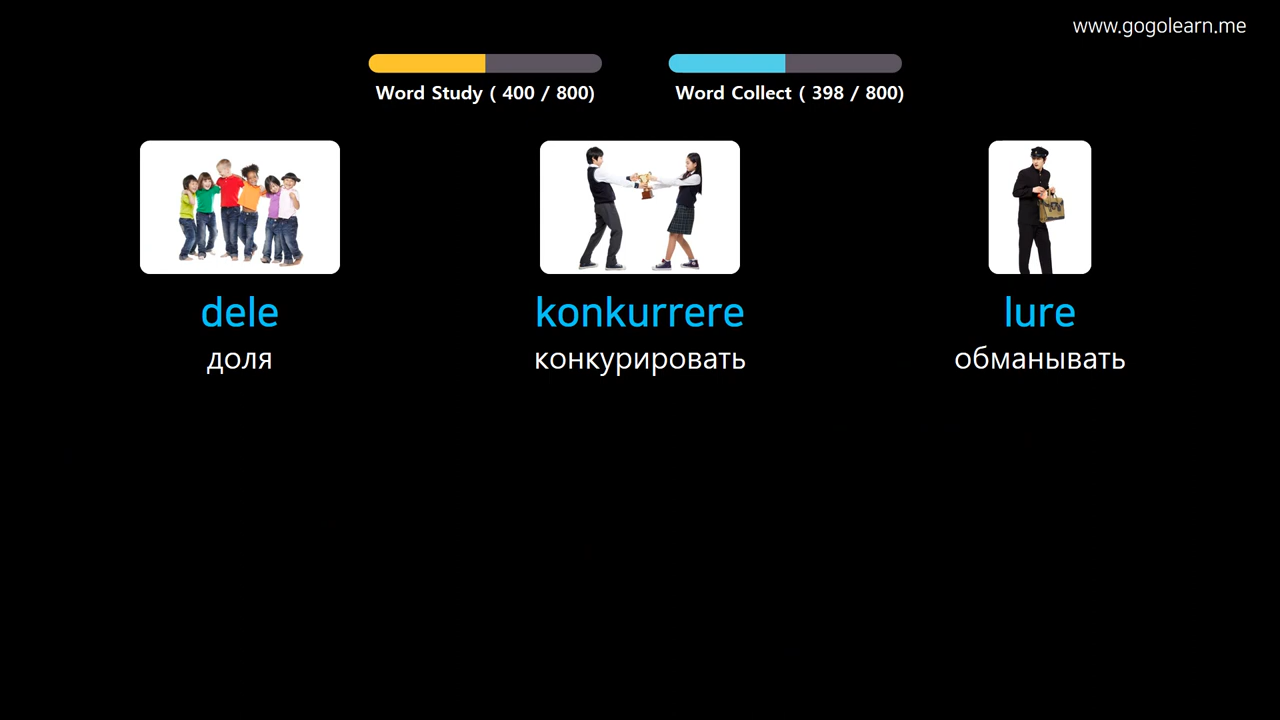 www.gogolearn.me
Word Study ( 400 / 800)
Word Collect ( 398 / 800)
dele
konkurrere
lure
доля
конкурировать
обманывать